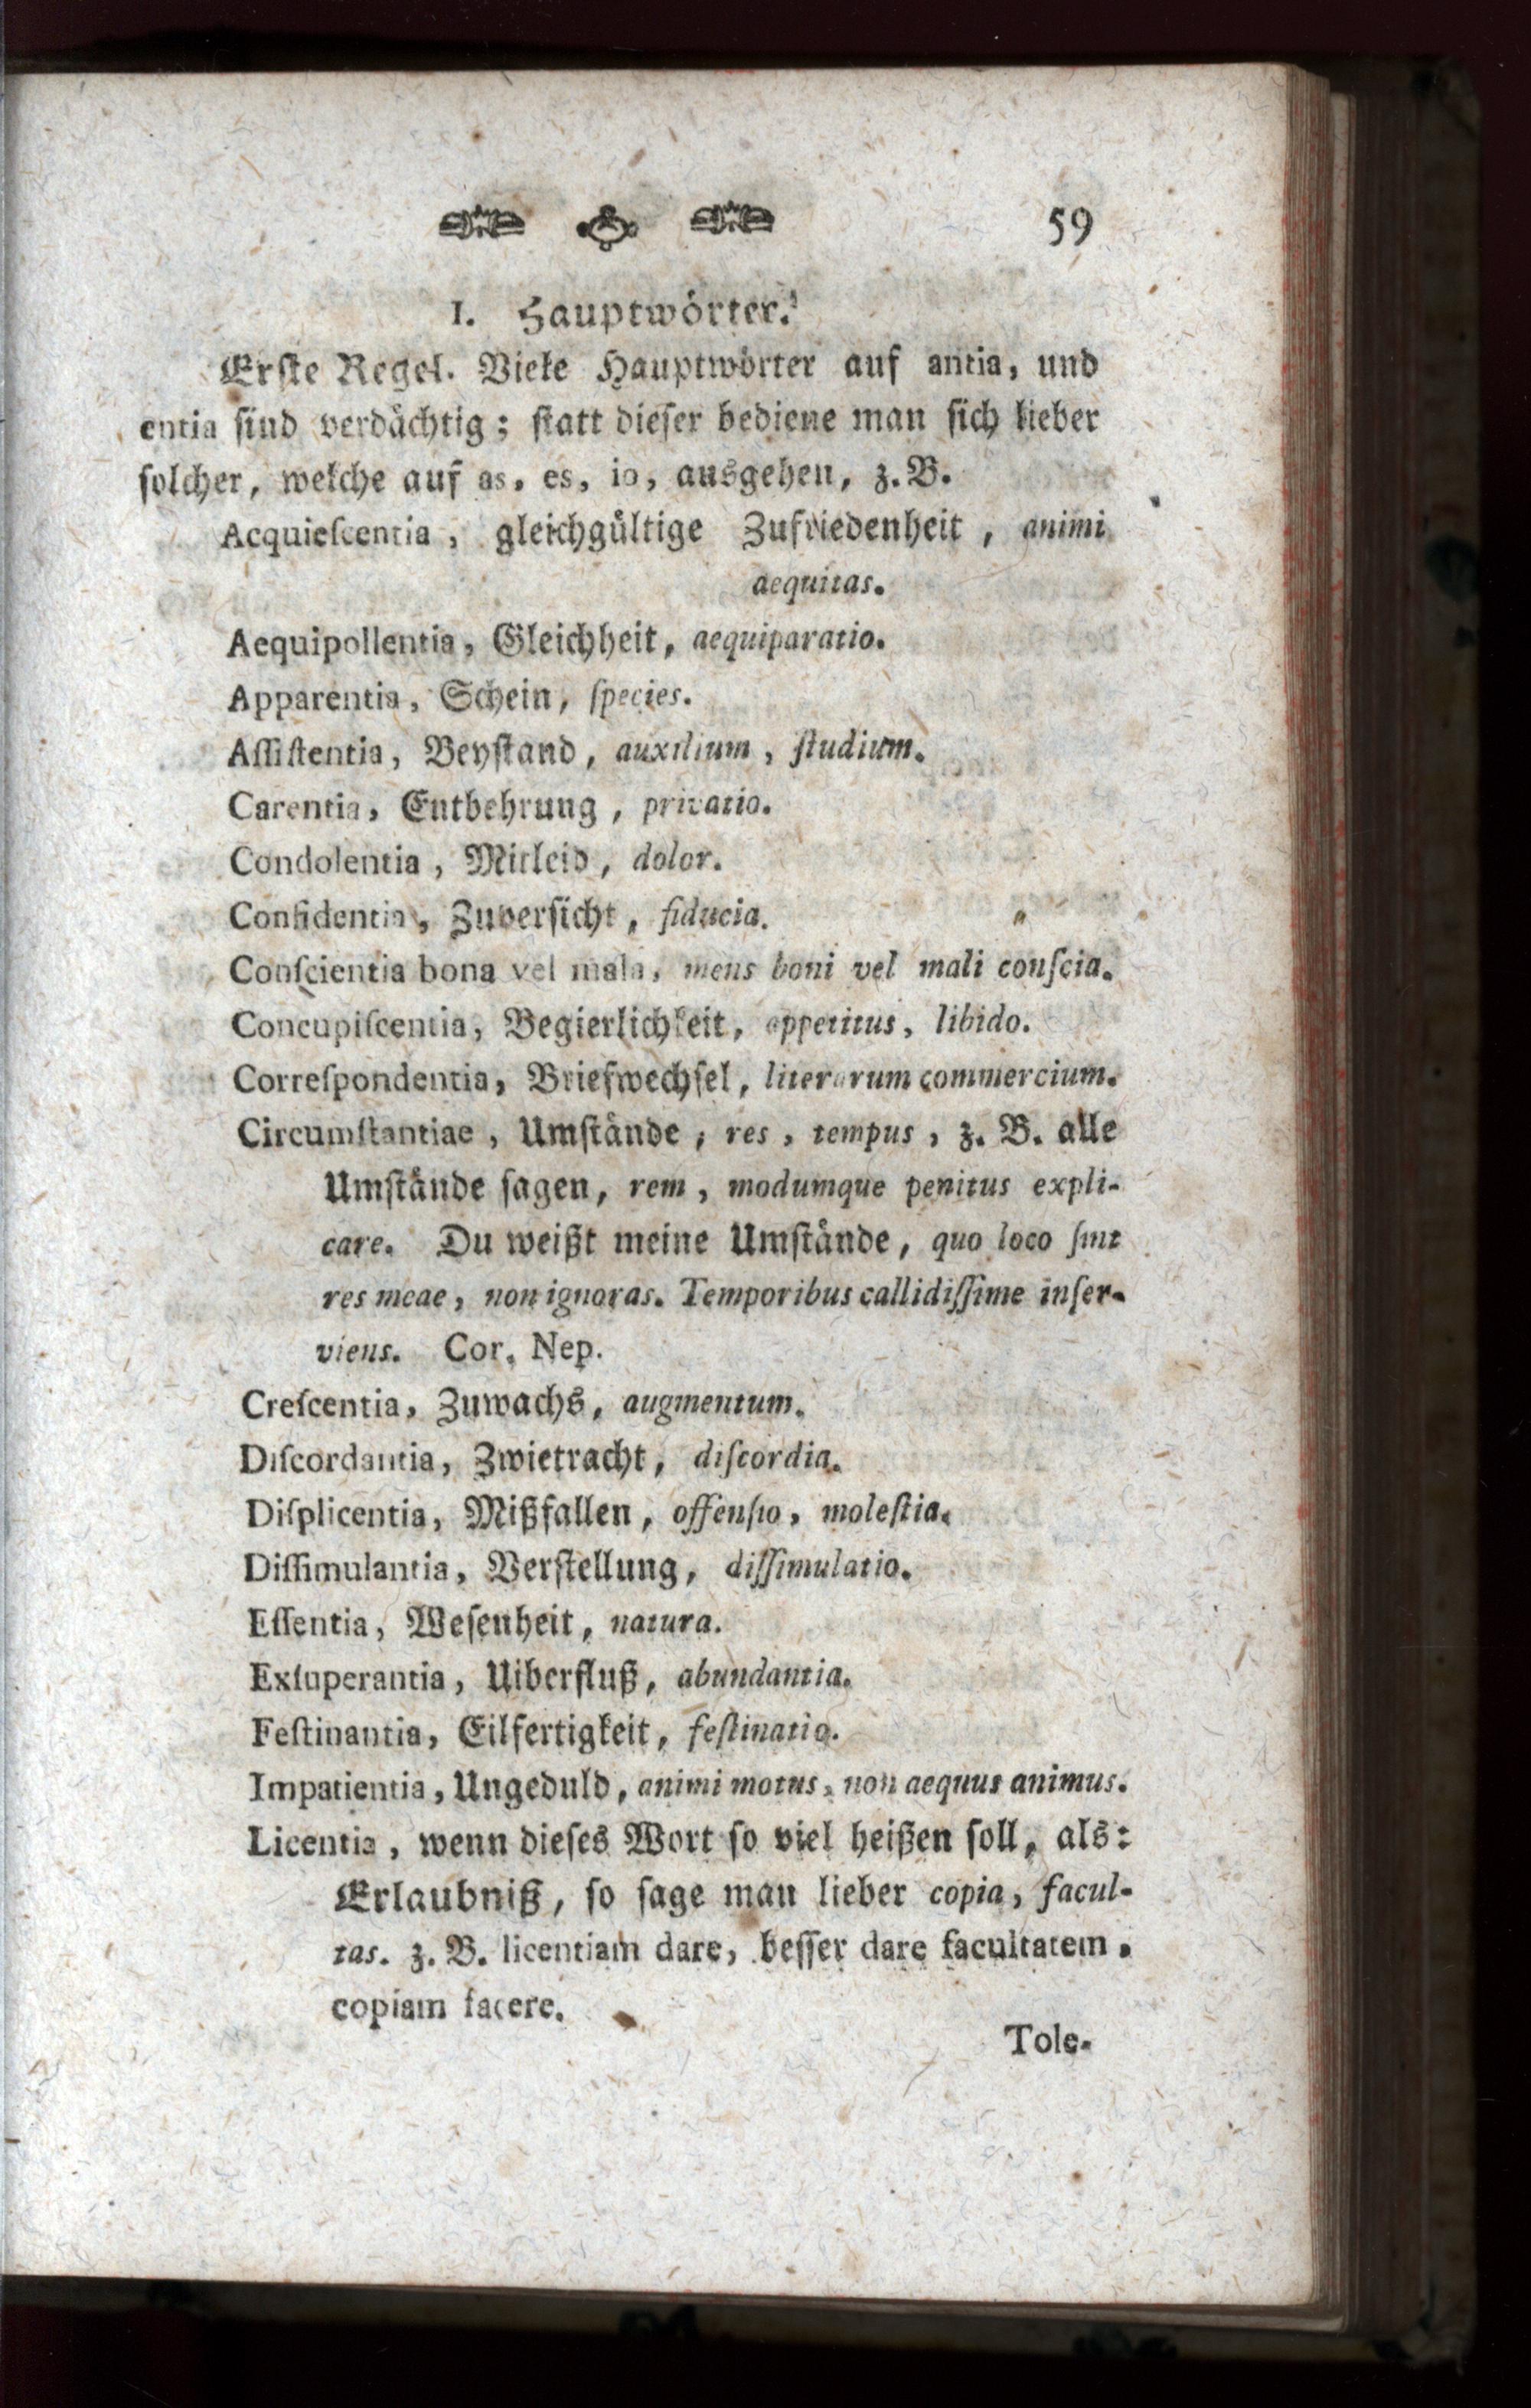 59
1. Hauptwörter.
Erſte Regel. Viele Hauptwörter auf antia, und
entia ſind verdächtig; ſtatt dieſer bediene man ſich lieber
ſolcher, welche auf as, es, io, ausgehen, z. B.
Acquieſcentia, gleichgültige Zufriedenheit, animi
aequitas.
Aequipollentia, Gleichheit, aequiparatio.
Apparentia, Schein, ſpecies.
Aſſiſtentia, Beyſtand, auxilium, ſtudium.
Carentia, Entbehrung, privatio.
Condolentia, Mitleid, dolor.
Confidentia, Zuverſicht, fiducia.
Conſcientia bona vel mala, mens boni vel mali conſcia.
Concupiſcentia, Begierlichkeit, appetitus, libido.
Correſpondentia, Briefwechſel, literarum commercium.
Circumſtantiae, Umſtände, res, tempus, z. B. alle
Umſtände ſagen, rem, modumque penitus expli-
care. Du weißt meine Umſtände, quo loco ſint
res meae, non ignoras. Temporibus callidiſſime inſer-
viens. Cor. Nep.
Creſcentia, Zuwachs, augmentum.
Diſcordantia, Zwietracht, diſcordia.
Diſplicentia, Mißfallen, offenſio, moleſtia.
Diſſimulantia, Verſtellung, diſſimulatio.
Eſſentia, Weſenheit, natura.
Exſuperantia, Uiberfluß, abundantia.
Feſtinantia, Eilfertigkeit, feſtinatio.
Impatientia, Ungeduld, animi motus, non aequus animus.
Licentia, wenn dieſes Wort ſo viel heißen ſoll, als:
Erlaubniß, ſo ſage man lieber copia, facul-
tas. z. B. licentiam dare, beſſer dare facultatem.
copiam facere.
Tole-